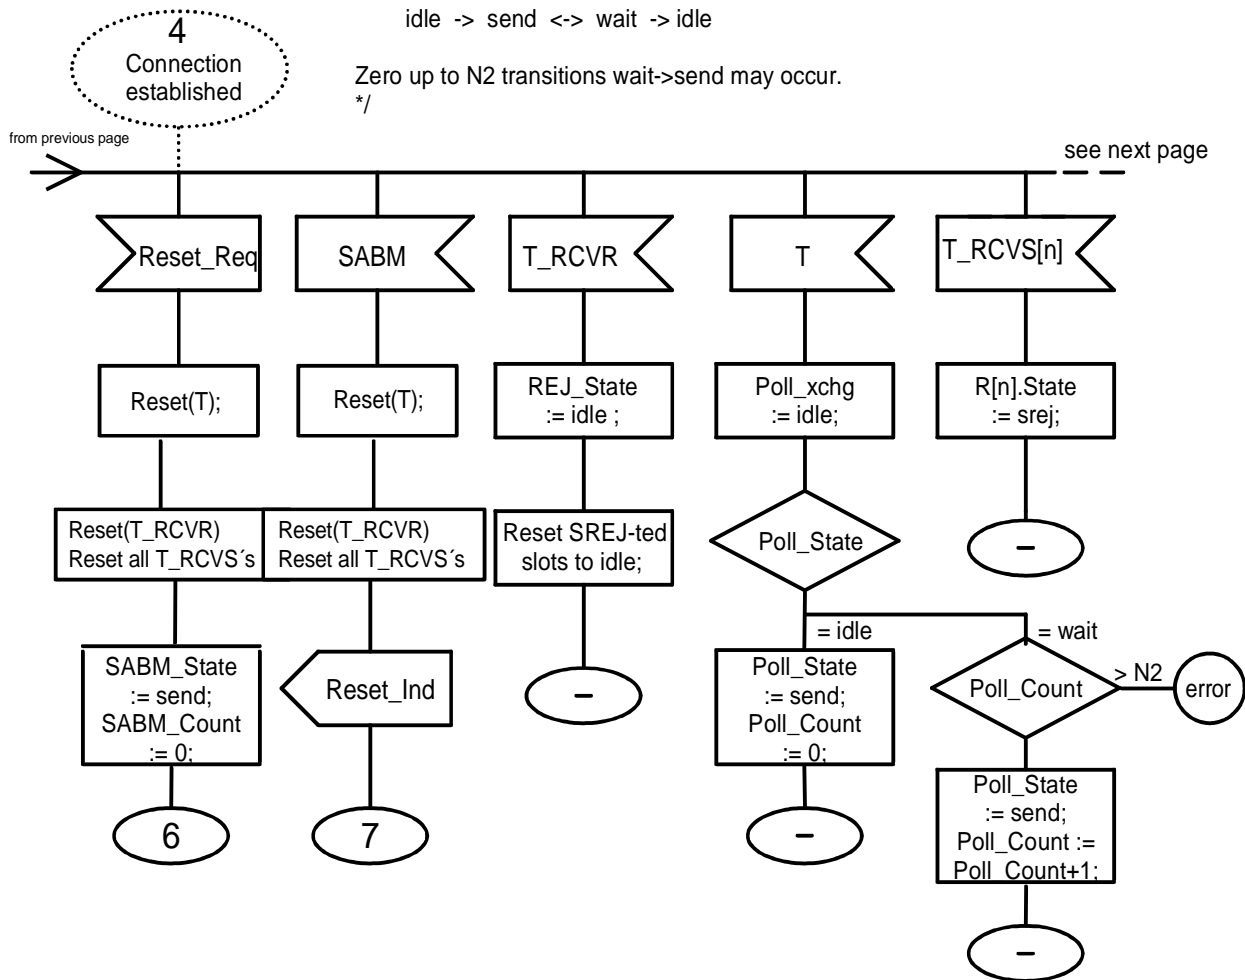 idle -> send <-> wait -> idle
4
Connection
established
Zero up to N2 transitions wait->send may occur.
*/
from previous page
see next page
Reset_Req
SABM
T_RCVR
T
T_RCVS[n]
Reset(T);
Reset(T);
REJ_State
:= idle ;
Poll_xchg
:= idle;
R[n].State
:= srej;
Reset(T_RCVR)
Reset all T_RCVS´s
Reset(T_RCVR)
Reset all T_RCVS´s
Reset SREJ-ted
slots to idle;
Poll_State
–
= idle
= wait
SABM_State
:= send;
SABM_Count
:= 0;
Reset_Ind
–
Poll_State
:= send;
Poll_Count
:= 0;
Poll_Count
> N2
error
6
7
–
Poll_State
:= send;
Poll_Count :=
Poll_Count+1;
–